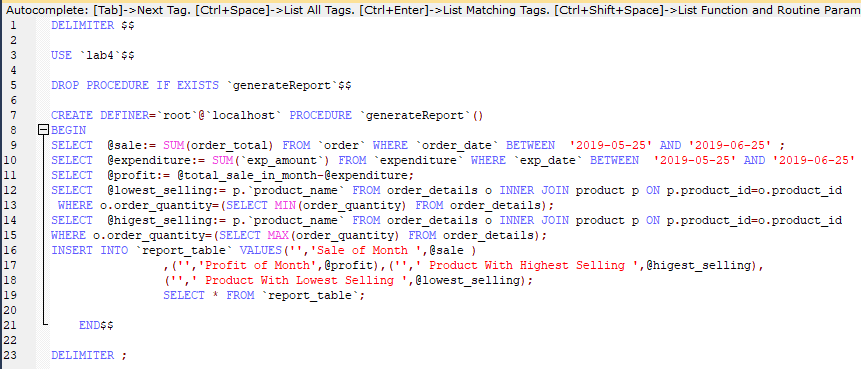 Autocomplete: [Tab]->Next Tag. [Ctrl+Space]->List All Tags. [Ctrl+Enter]->List Matching Tags. [Ctrl+Shift+Space]->List Function and Routine Param
1 DELIMITER $$
2
3 USE `lab4`$$
4
5 DROP PROCEDURE IF EXISTS `generateReport`$$
6
7 CREATE DEFINER=`root`@`localhost` PROCEDURE `generateReport`()
8 BEGIN
9 SELECT @sale:= SUM(order_total) FROM `order` WHERE `order_date` BETWEEN '2019-05-25' AND '2019-06-25' ;
10 SELECT @expenditure:= SUM(`exp_amount`) FROM `expenditure` WHERE `exp_date` BETWEEN '2019-05-25' AND '2019-06-25'
11 SELECT @profit:= @total_sale_in_month-@expenditure;
12 SELECT @lowest_selling:= p.`product_name` FROM order_details o INNER JOIN product p ON p.product_id=o.product_id
13 WHERE o.order_quantity=(SELECT MIN(order_quantity) FROM order_details);
14 SELECT @higest_selling:= p.`product_name` FROM order_details o INNER JOIN product p ON p.product_id=o.product_id
15 WHERE o.order_quantity=(SELECT MAX(order_quantity) FROM order_details);
16 INSERT INTO `report_table` VALUES('','Sale of Month ',@sale )
17 ,('','Profit of Month',@profit),('',' Product With Highest Selling ',@higest_selling),
18 ('',' Product With Lowest Selling ',@lowest_selling);
19 SELECT * FROM `report_table`;
20
21 END$$
22
23 DELIMITER ;